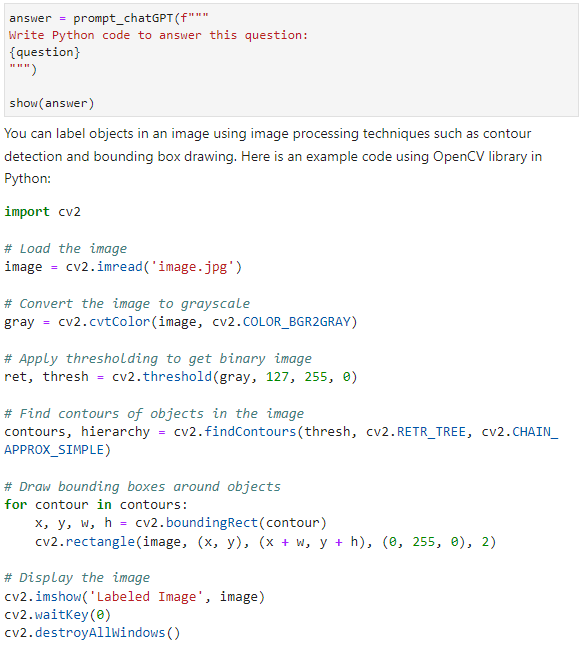 answer = prompt_chatGPT(f"""
Write Python code to answer this question:
{question}
""")
show(answer)
You can label objects in an image using image processing techniques such as contour
detection and bounding box drawing. Here is an example code using OpenCV library in
Python:
import cv2
# Load the image
image = cv2.imread('image.jpg')
# Convert the image to grayscale
gray = cv2.cvtColor(image, cv2.COLOR_BGR2GRAY)
# Apply thresholding to get binary image
ret, thresh = cv2.threshold(gray, 127, 255, 0)
# Find contours of objects in the image
contours, hierarchy = cv2.findContours(thresh, cv2.RETR_TREE, cv2.CHAIN_
APPROX_SIMPLE)
# Draw bounding boxes around objects
for contour in contours:
    x, y, w, h = cv2.boundingRect(contour)
    cv2.rectangle(image, (x, y), (x + w, y + h), (0, 255, 0), 2)
# Display the image
cv2.imshow('Labeled Image', image)
cv2.waitKey(0)
cv2.destroyAllWindows()